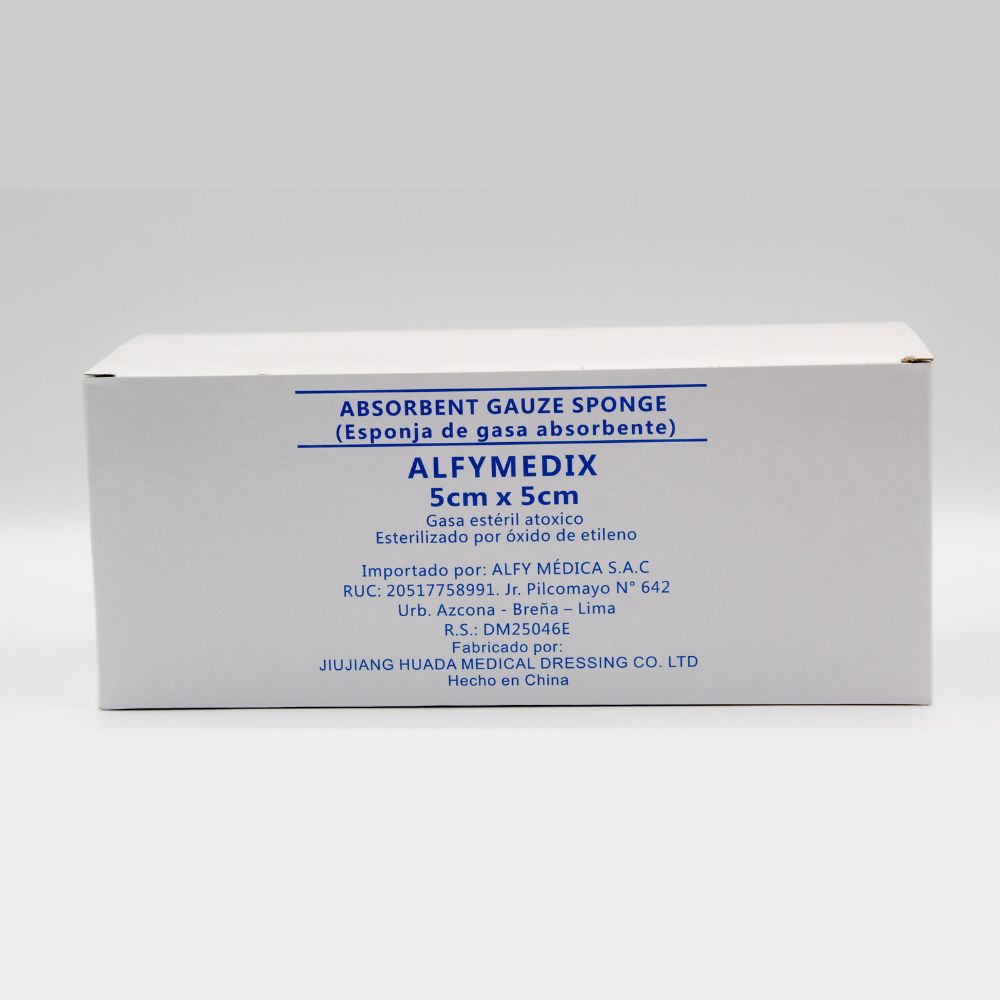 ABSORBENT GAUZE SPONGE
(Esponja de gasa absorbente)
ALFYMEDIX
5cm x 5cm
Gasa estéril atoxico
Esterilizado por óxido de etileno
Importado por: ALFY MÉDICA S.A.C
RUC: 20517758991. Jr. Pilcomayo N° 642
Urb. Azcona - Breña – Lima
R.S.: DM25046E
Fabricado por:
JIUJIANG HUADA MEDICAL DRESSING CO. LTD
Hecho en China